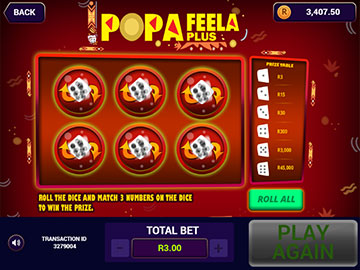 BACK
POPA FEELA
PLUS
R 3,407.50
PRIZE TABLE
R3
R15
R30
R300
R3,000
R45,000
ROLL THE DICE AND MATCH 3 NUMBERS ON THE DICE
TO WIN THE PRIZE.
ROLL ALL
TRANSACTION ID
3279004
TOTAL BET
- R3.00 +
PLAY
AGAIN